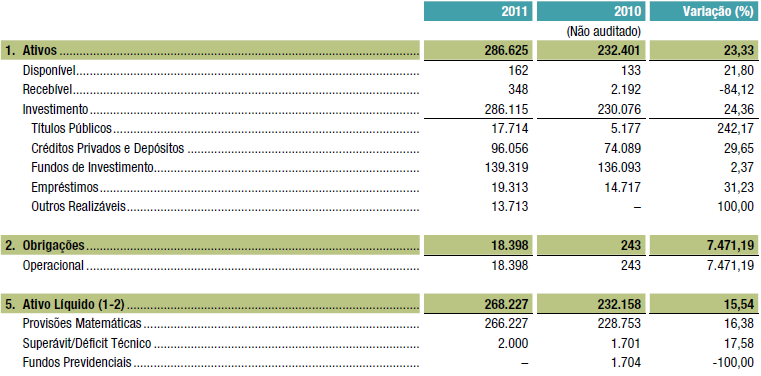 2011 2010 Variação (%)
(Não auditado)
1. Ativos 286.625 232.401 23,33
Disponível 162 133 21,80
Recebível 348 2.192 -84,12
Investimento 286.115 230.076 24,36
Títulos Públicos 17.714 5.177 242,17
Créditos Privados e Depósitos 96.056 74.089 29,65
Fundos de Investimento 139.319 136.093 2,37
Empréstimos 19.313 14.717 31,23
Outros Realizáveis 13.713 – 100,00
2. Obrigações 18.398 243 7.471,19
Operacional 18.398 243 7.471,19
5. Ativo Líquido (1-2) 268.227 232.158 15,54
Provisões Matemáticas 266.227 228.753 16,38
Superávit/Déficit Técnico 2.000 1.701 17,58
Fundos Previdenciais – 1.704 -100,00